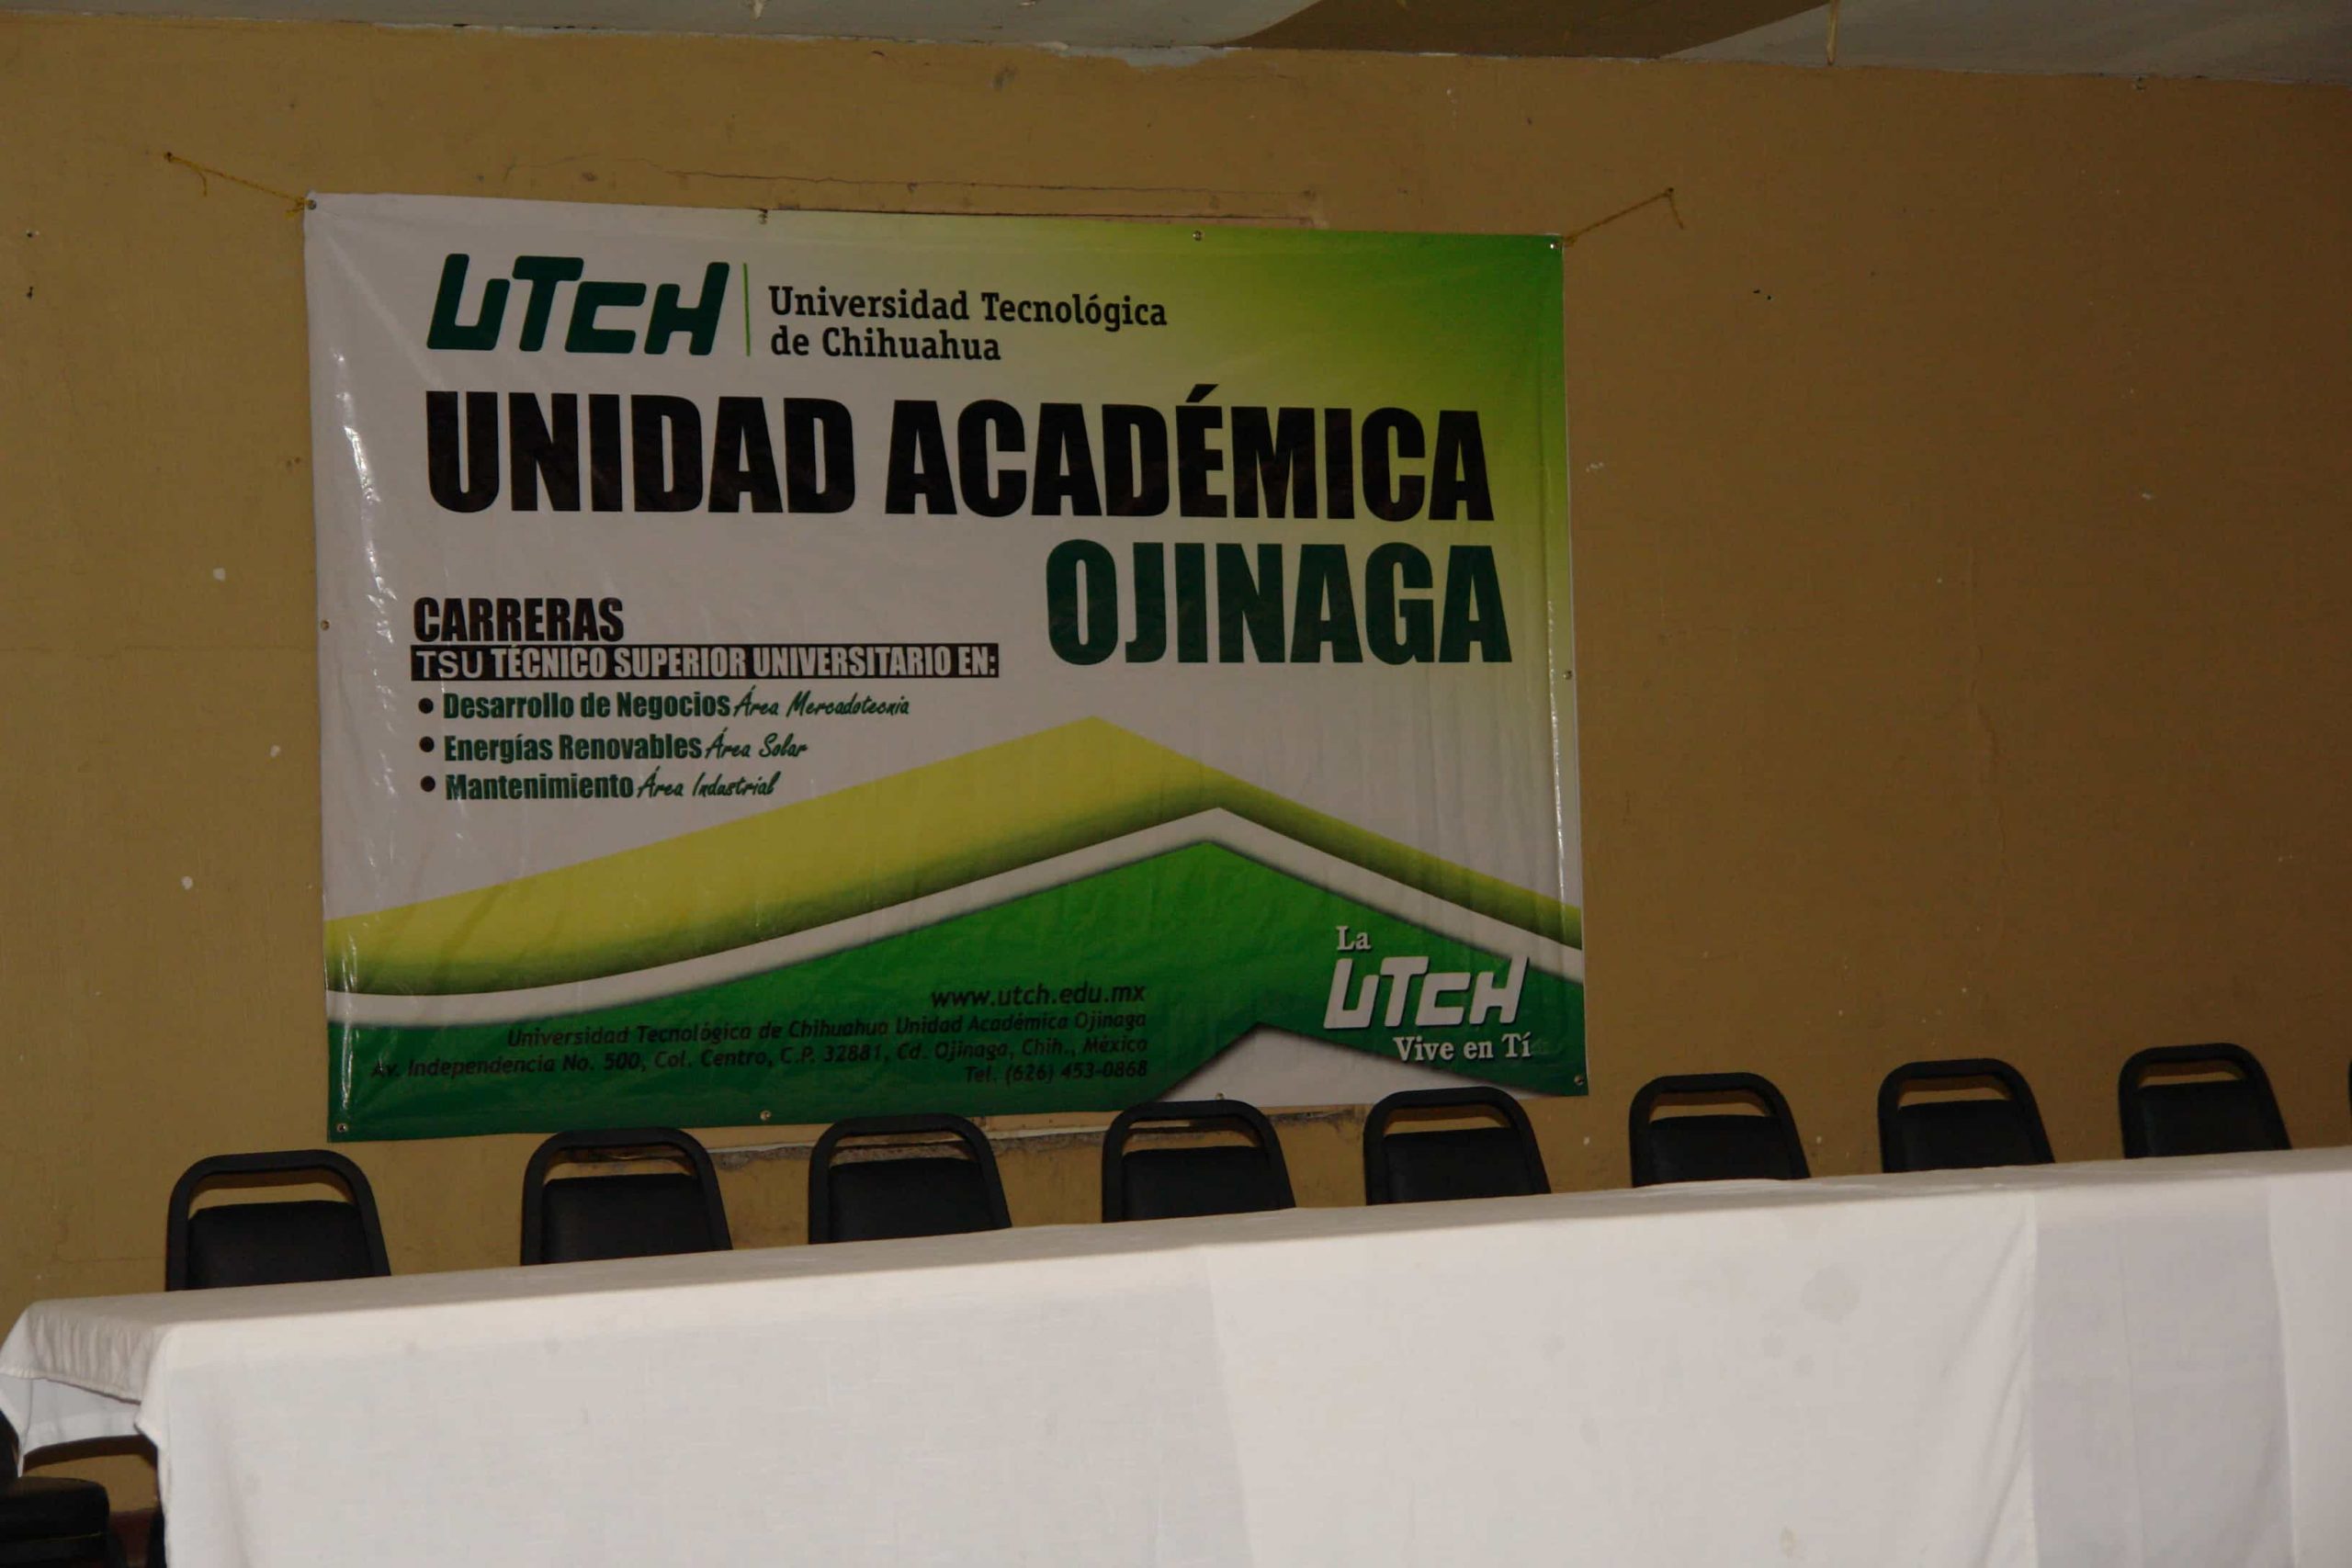 UTCH
Universidad Tecnológica
de Chihuahua
UNIDAD ACADÉMICA
OJINAGA
CARRERAS
TSU TÉCNICO SUPERIOR UNIVERSITARIO EN:
• Desarrollo de Negocios Área Mercadotecnia
• Energías Renovables Área Solar
• Mantenimiento Área Industrial
www.utch.edu.mx
Universidad Tecnológica de Chihuahua Unidad Académica Ojinaga
Av. Independencia No. 500, Col. Centro, C.P. 32881, Cd. Ojinaga, Chih., México
Tel. (626) 453-0868
La
UTCH
Vive en Tí